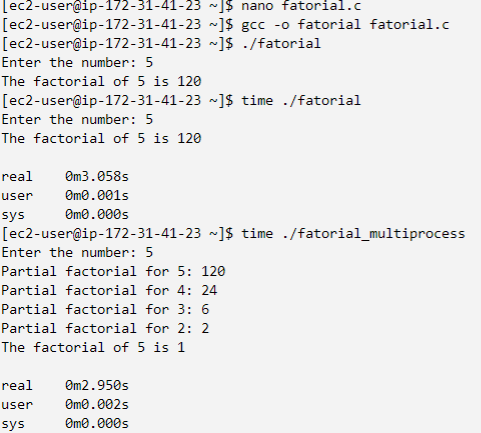 [ec2-user@ip-172-31-41-23 ~]$ nano fatorial.c
[ec2-user@ip-172-31-41-23 ~]$ gcc -o fatorial fatorial.c
[ec2-user@ip-172-31-41-23 ~]$ ./fatorial
Enter the number: 5
The factorial of 5 is 120
[ec2-user@ip-172-31-41-23 ~]$ time ./fatorial
Enter the number: 5
The factorial of 5 is 120

real    0m3.058s
user    0m0.001s
sys     0m0.000s
[ec2-user@ip-172-31-41-23 ~]$ time ./fatorial_multiprocess
Enter the number: 5
Partial factorial for 5: 120
Partial factorial for 4: 24
Partial factorial for 3: 6
Partial factorial for 2: 2
The factorial of 5 is 1

real    0m2.950s
user    0m0.002s
sys     0m0.000s